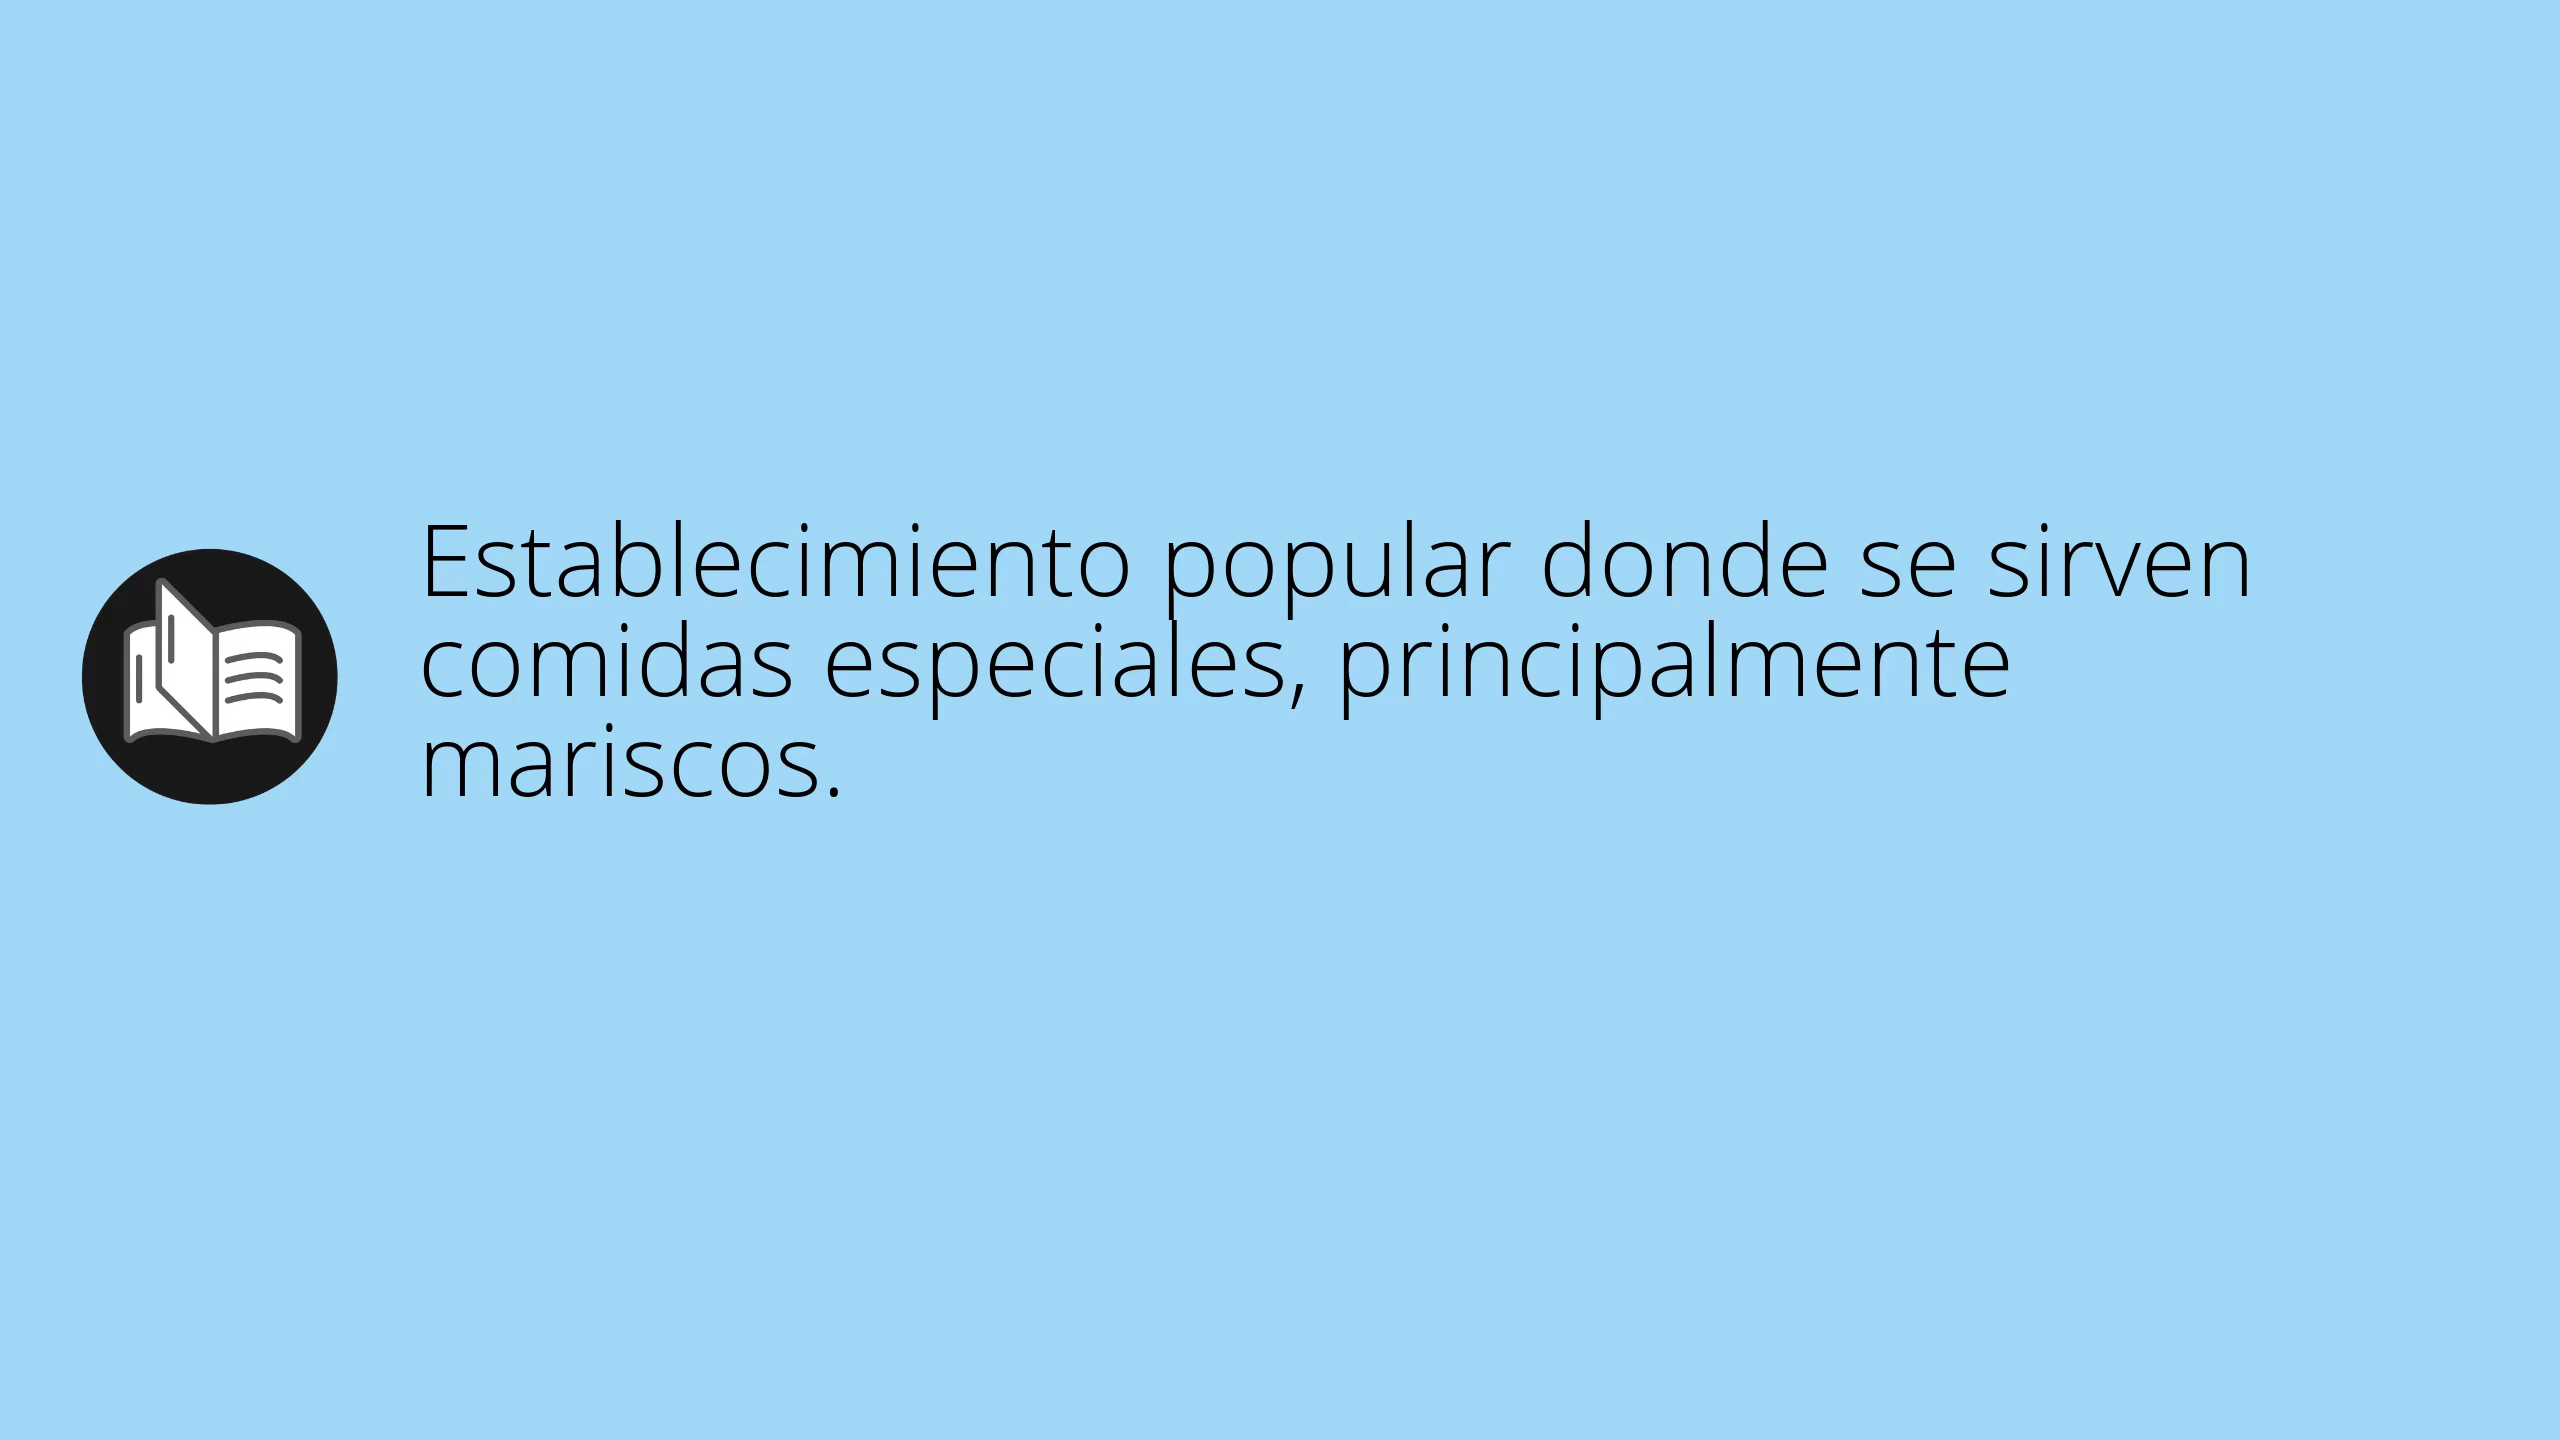 Establecimiento popular donde se sirven
comidas especiales, principalmente
mariscos.